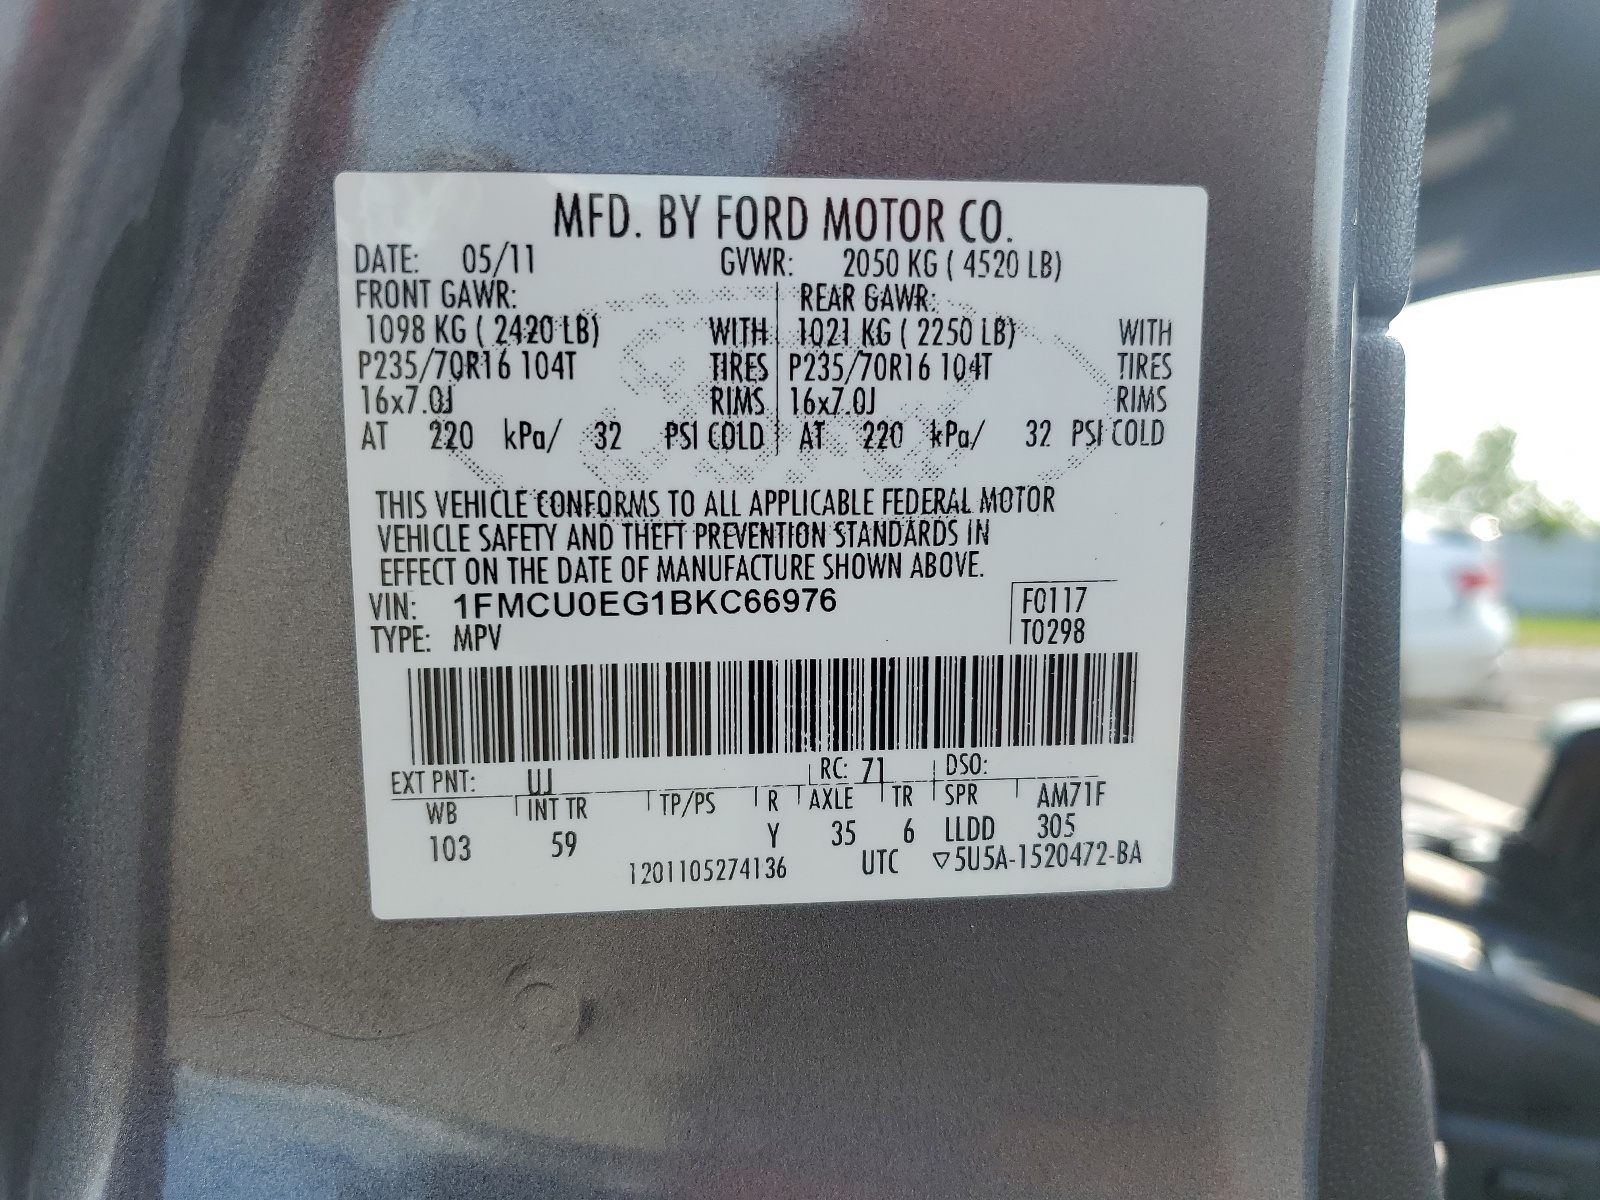 MFD. BY FORD MOTOR CO.
DATE: 05/11 GVWR: 2050 KG ( 4520 LB)
FRONT GAWR: REAR GAWR:
1098 KG ( 2420 LB) WITH 1021 KG ( 2250 LB) WITH
P235/70R16 104T TIRES P235/70R16 104T TIRES
16x7.0J RIMS 16x7.0J RIMS
AT 220 kPa/ 32 PSI COLD AT 220 kPa/ 32 PSI COLD
THIS VEHICLE CONFORMS TO ALL APPLICABLE FEDERAL MOTOR
VEHICLE SAFETY AND THEFT PREVENTION STANDARDS IN
EFFECT ON THE DATE OF MANUFACTURE SHOWN ABOVE.
VIN: 1FMCU0EG1BKC66976 F0117
TYPE: MPV T0298
EXT PNT: UJ RC: 71 DSO:
WB INT TR TP/PS R AXLE TR SPR AM71F
103 59 Y 35 6 LLDD 305
1201105274136 UTC ▽5U5A-1520472-BA